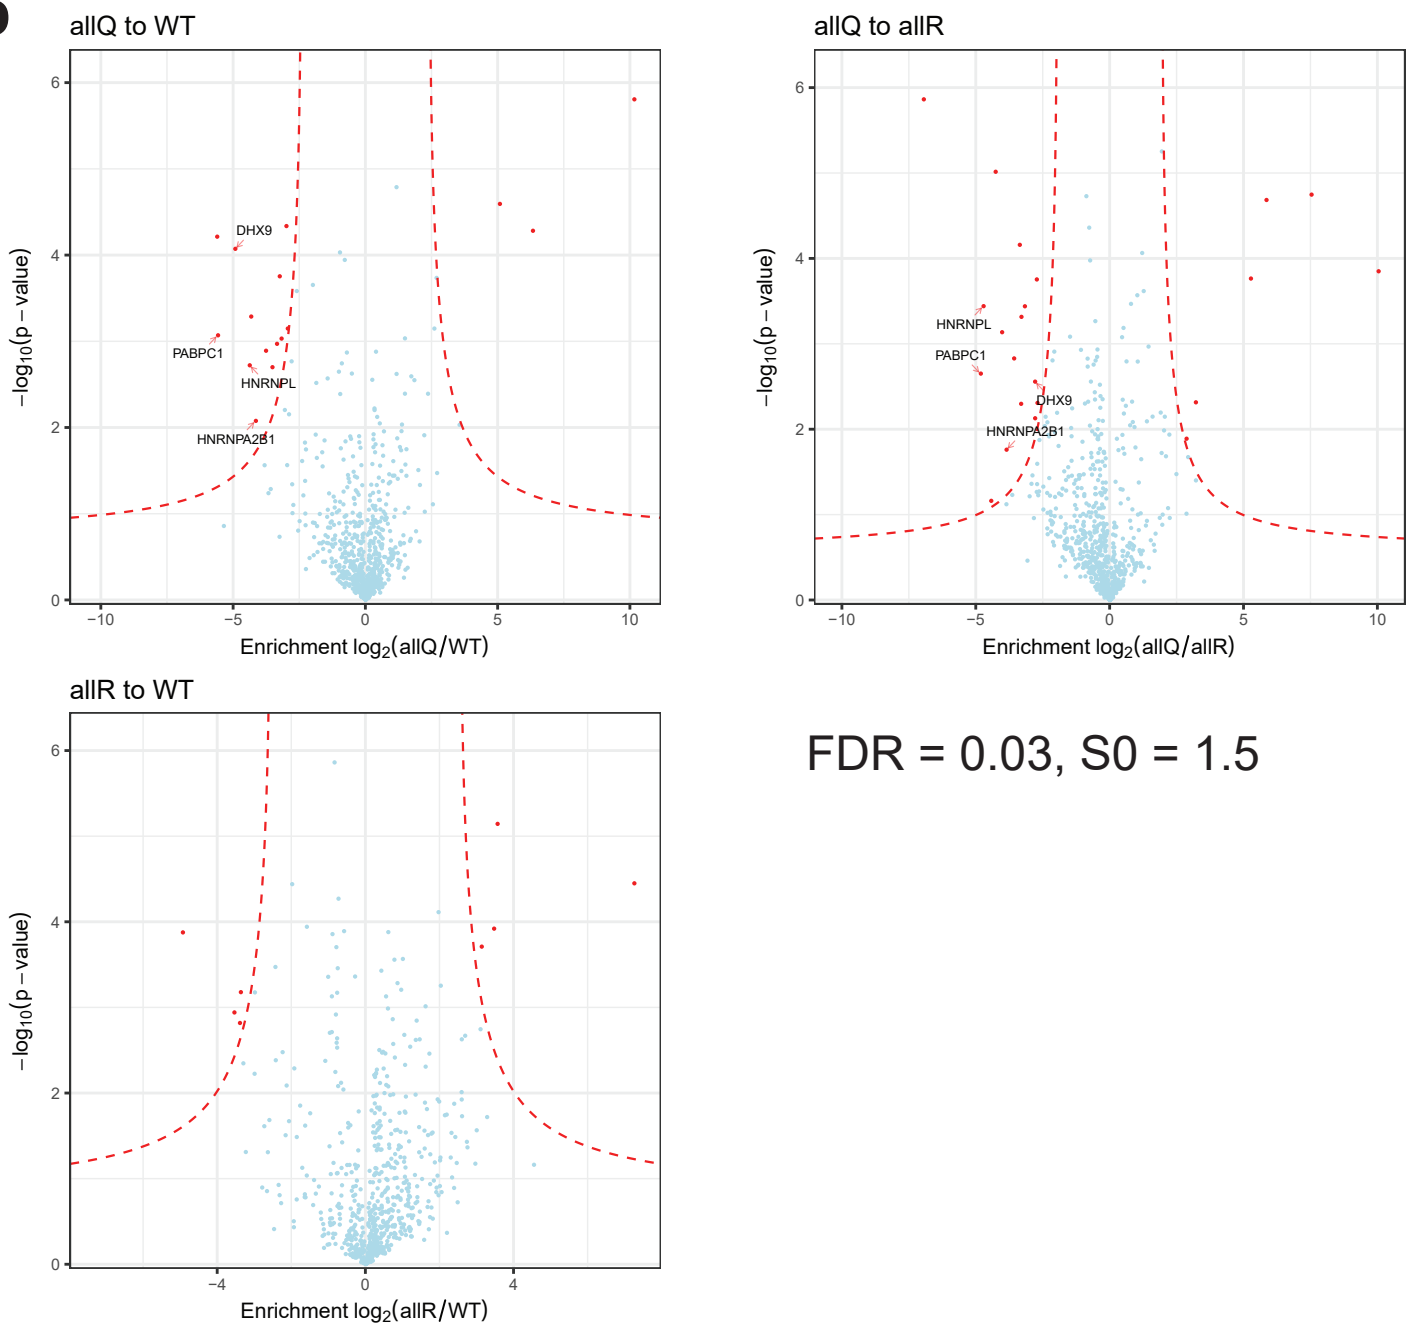 allQ to WT
6
4
2
0
−log10(p − value)
DHX9
PABPC1
HNRNPL
HNRNPA2B1
−10
−5
0
5
10
Enrichment log2(allQ/WT)
allQ to allR
6
4
2
0
−log10(p − value)
HNRNPL
PABPC1
DHX9
HNRNPA2B1
−10
−5
0
5
10
Enrichment log2(allQ/allR)
allR to WT
6
4
2
0
−log10(p − value)
−4
0
4
Enrichment log2(allR/WT)
FDR = 0.03, S0 = 1.5